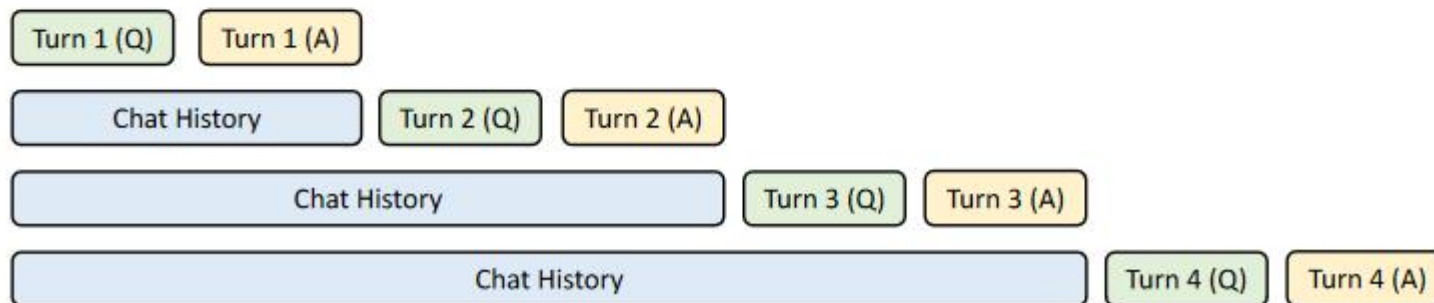 Turn 1 (Q) Turn 1 (A)
Chat History Turn 2 (Q) Turn 2 (A)
Chat History Turn 3 (Q) Turn 3 (A)
Chat History Turn 4 (Q) Turn 4 (A)